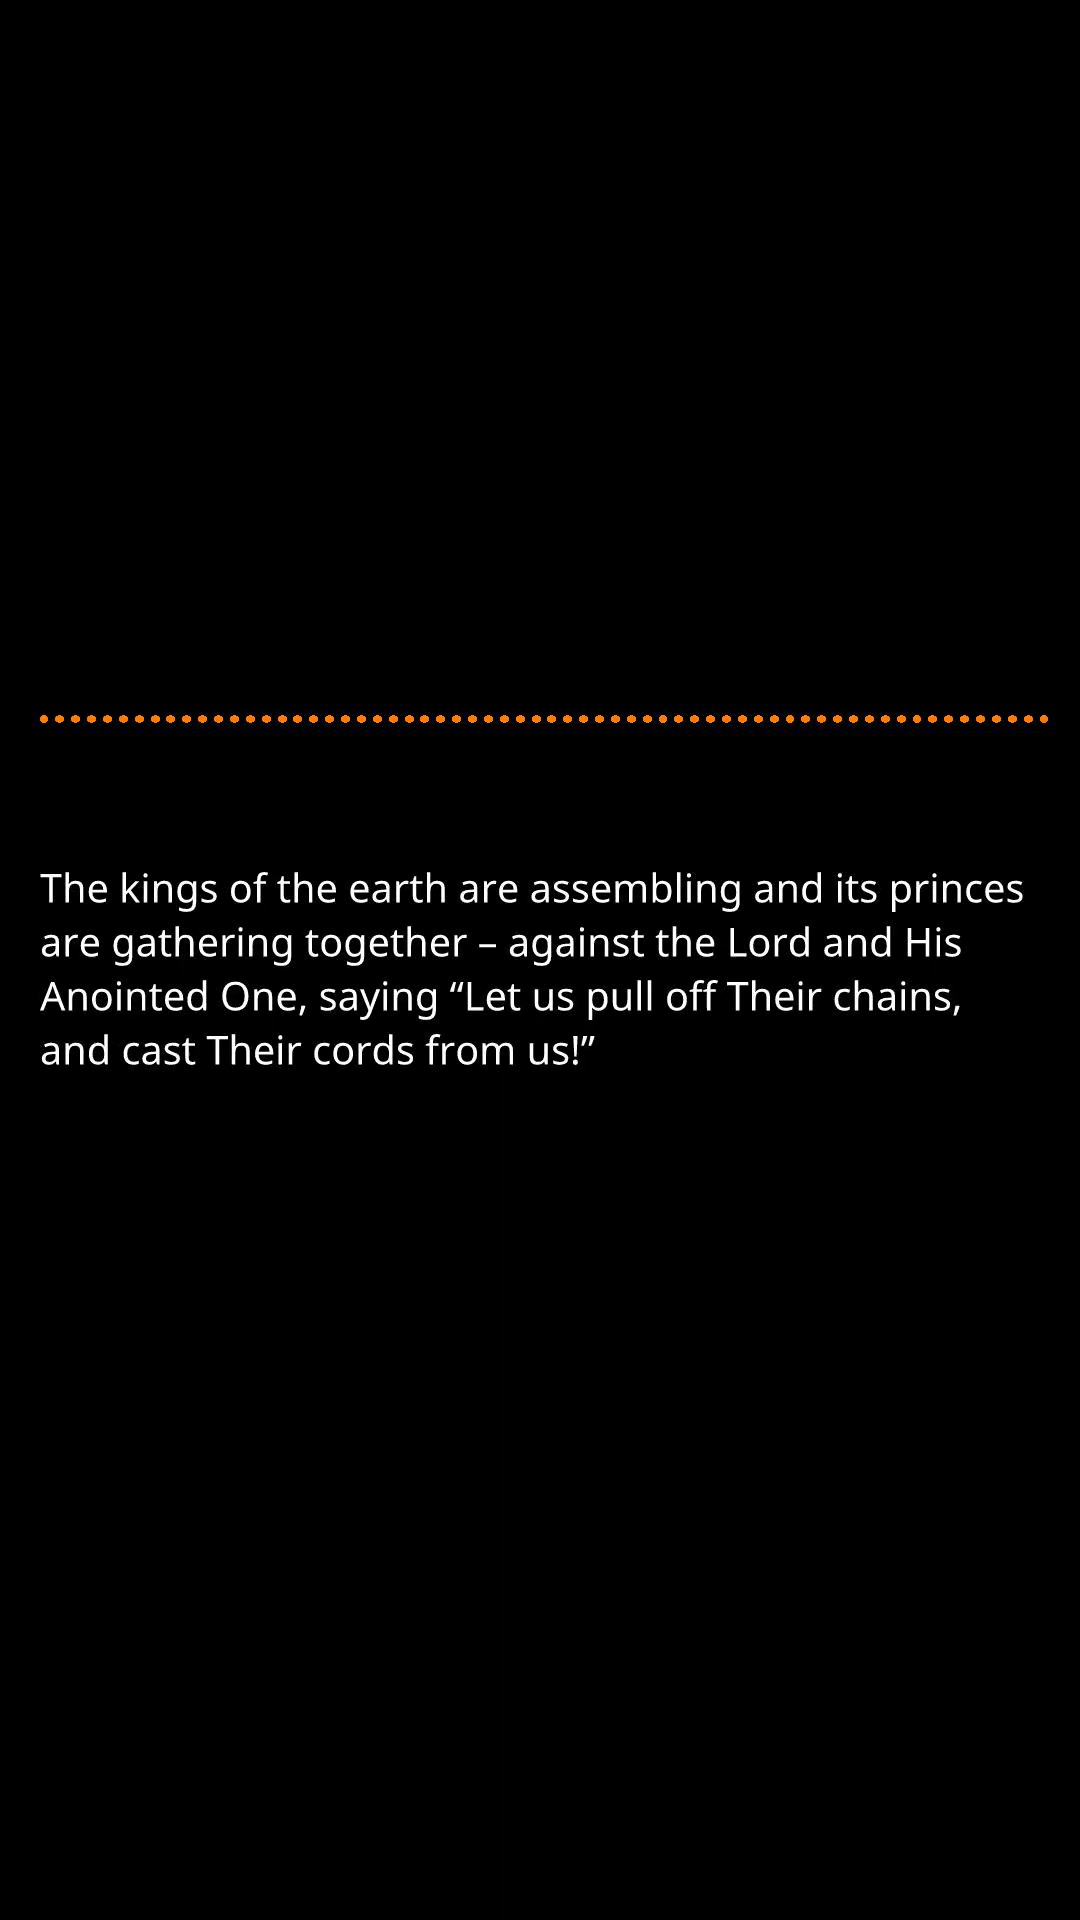 The kings of the earth are assembling and its princes
are gathering together – against the Lord and His
Anointed One, saying “Let us pull off Their chains,
and cast Their cords from us!”